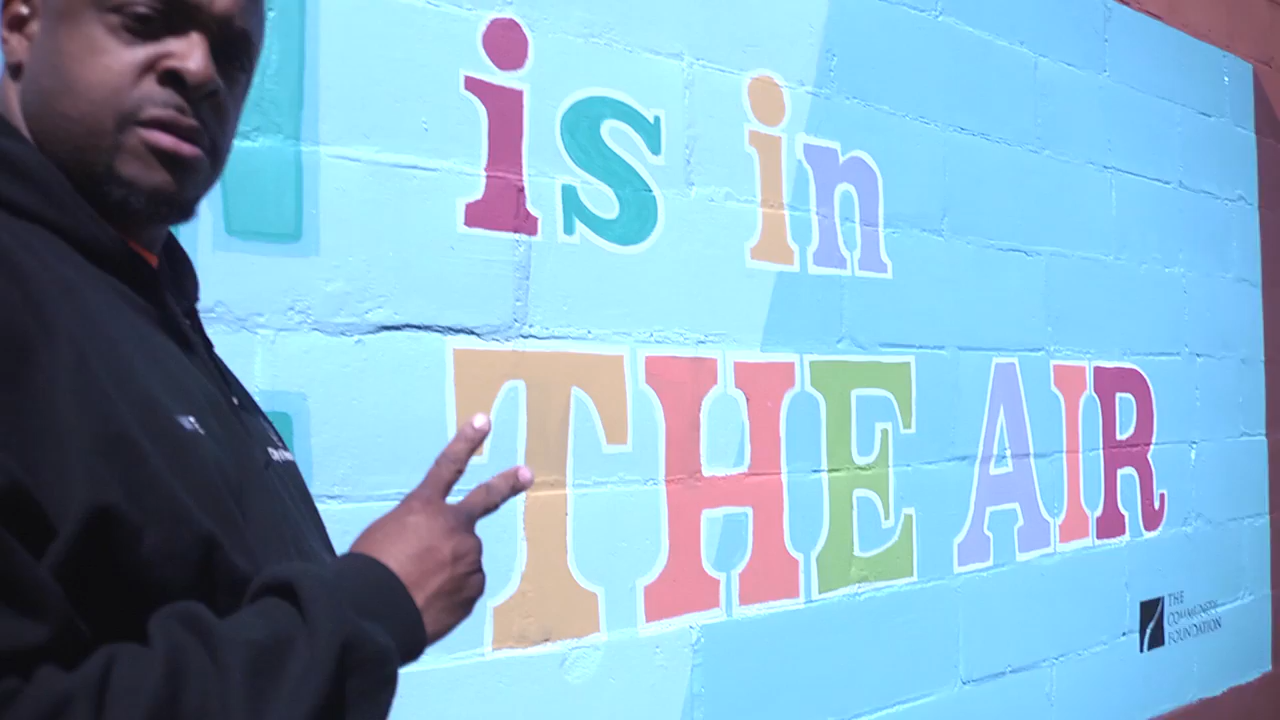 is in
THE AIR
THE
COMMUNITY
FOUNDATION